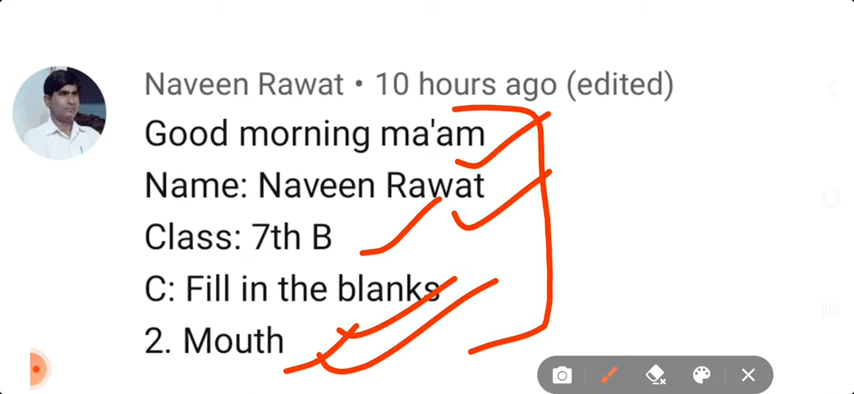 Naveen Rawat • 10 hours ago (edited)
Good morning ma'am
Name: Naveen Rawat
Class: 7th B
C: Fill in the blanks
2. Mouth